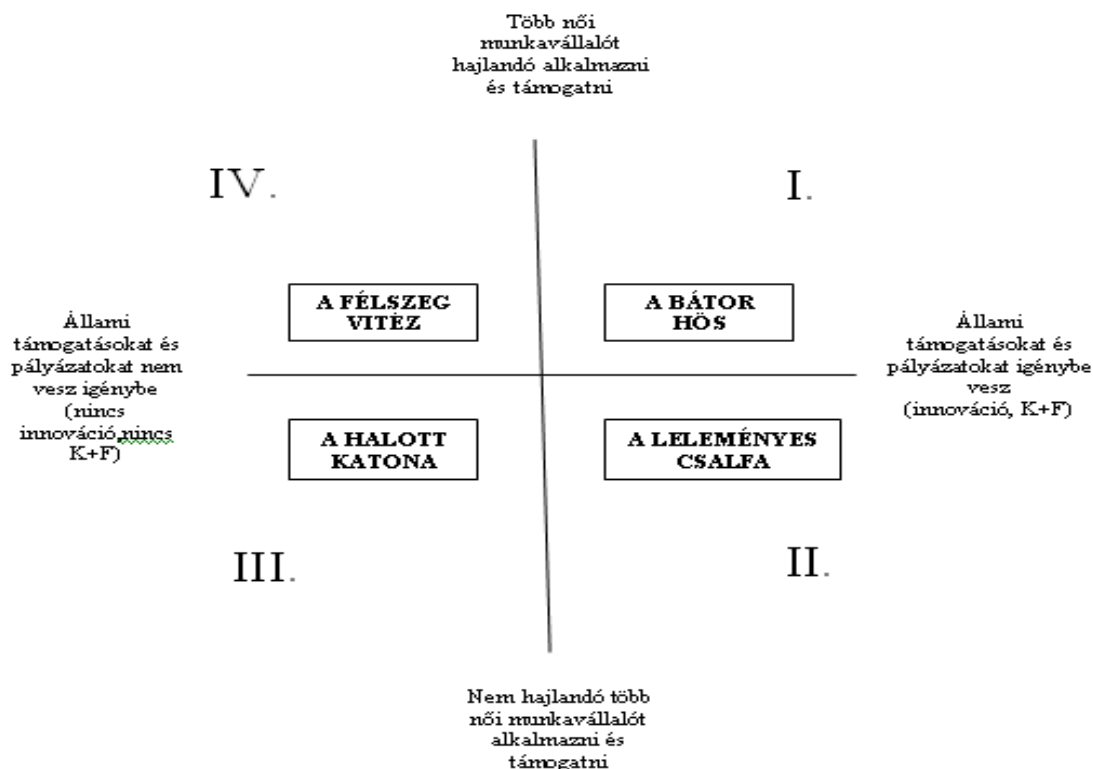 Több női
munkavállalót
hajlandó alkalmazni
és támogatni
IV.
I.
A FÉLSZEG
VITÉZ
A BÁTOR
HŐS
Állami
támogatásokat és
pályázatokat nem
vesz igénybe
(nincs
innováció,nincs
K+F)
Állami
támogatásokat és
pályázatokat igénybe
vesz
(innováció, K+F)
A HALOTT
KATONA
A LELEMÉNYES
CSALFA
III.
II.
Nem hajlandó több
női munkavállalót
alkalmazni és
támogatni